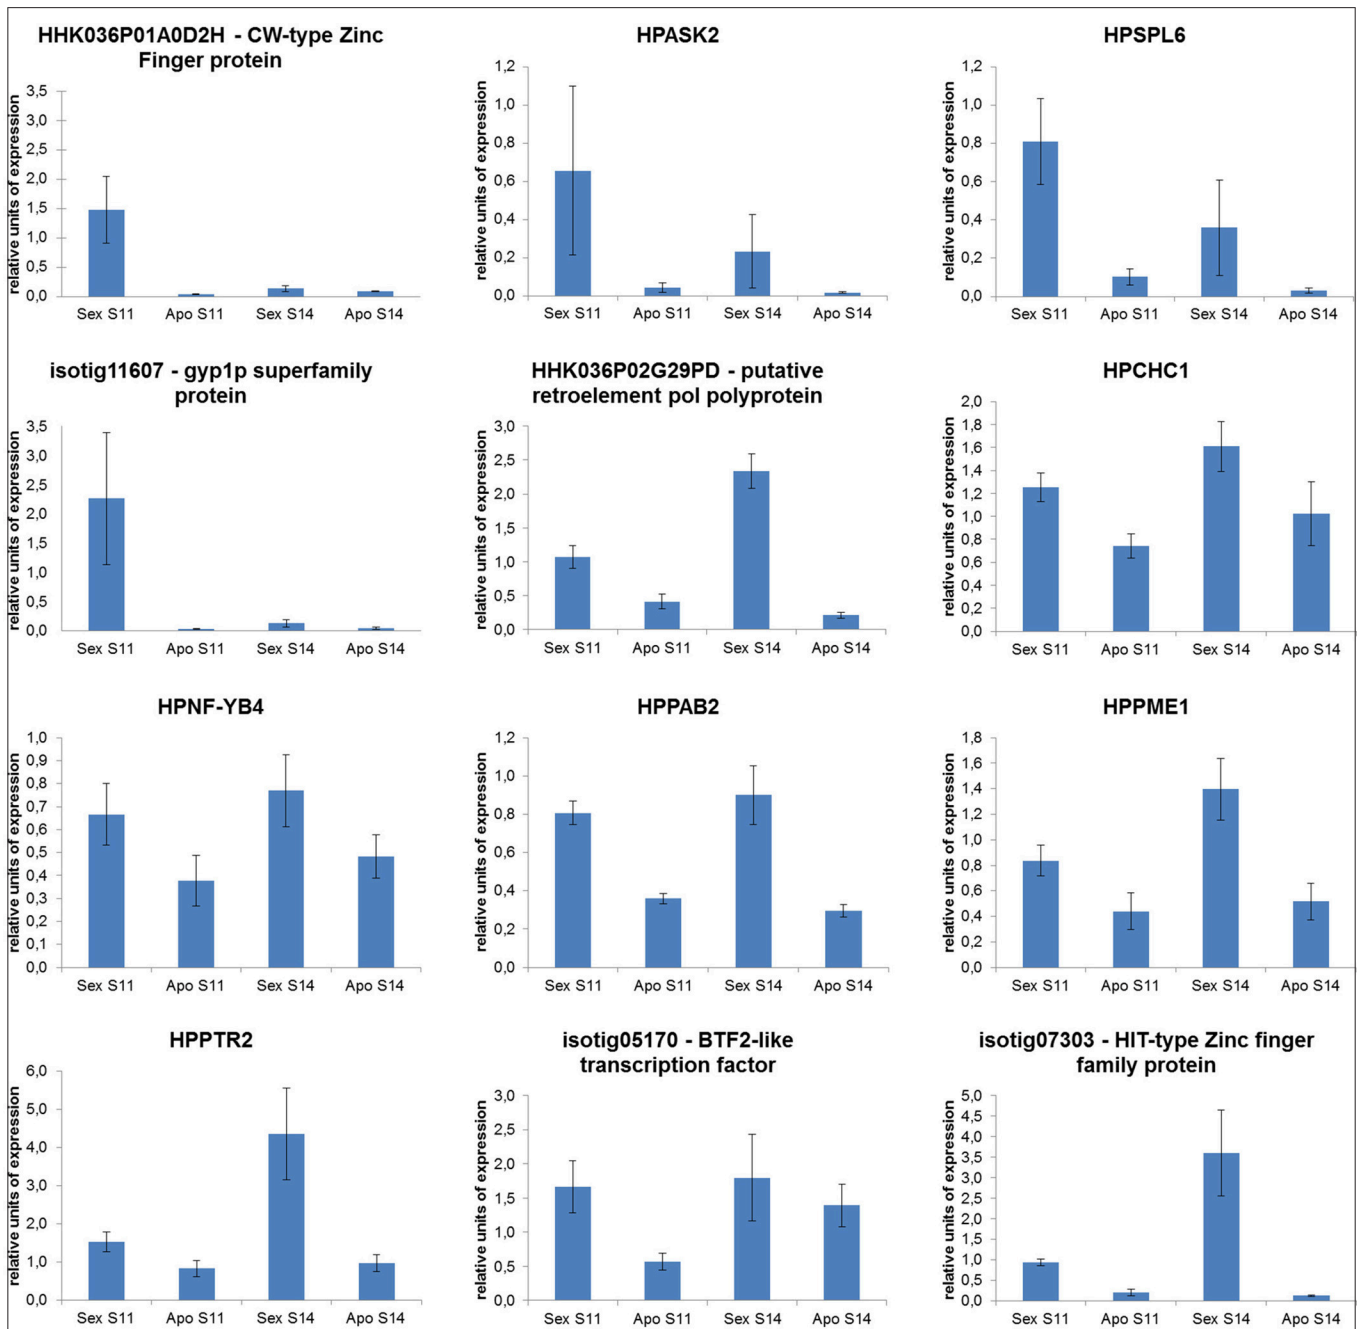 HHK036P01A0D2H - CW-type Zinc
Finger protein
relative units of expression
3,5
3,0
2,5
2,0
1,5
1,0
0,5
0,0
Sex S11 Apo S11 Sex S14 Apo S14
HPASK2
relative units of expression
1,2
1,0
0,8
0,6
0,4
0,2
0,0
Sex S11 Apo S11 Sex S14 Apo S14
HPSPL6
relative units of expression
1,2
1,0
0,8
0,6
0,4
0,2
0,0
Sex S11 Apo S11 Sex S14 Apo S14
isotig11607 - gyp1p superfamily
protein
relative units of expression
3,5
3,0
2,5
2,0
1,5
1,0
0,5
0,0
Sex S11 Apo S11 Sex S14 Apo S14
HHK036P02G29PD - putative
retroelement pol polyprotein
relative units of expression
3,0
2,5
2,0
1,5
1,0
0,5
0,0
Sex S11 Apo S11 Sex S14 Apo S14
HPCHC1
relative units of expression
2,0
1,8
1,6
1,4
1,2
1,0
0,8
0,6
0,4
0,2
0,0
Sex S11 Apo S11 Sex S14 Apo S14
HPNF-YB4
relative units of expression
1,0
0,9
0,8
0,7
0,6
0,5
0,4
0,3
0,2
0,1
0,0
Sex S11 Apo S11 Sex S14 Apo S14
HPPAB2
relative units of expression
1,2
1,0
0,8
0,6
0,4
0,2
0,0
Sex S11 Apo S11 Sex S14 Apo S14
HPPME1
relative units of expression
1,8
1,6
1,4
1,2
1,0
0,8
0,6
0,4
0,2
0,0
Sex S11 Apo S11 Sex S14 Apo S14
HPPTR2
relative units of expression
6,0
5,0
4,0
3,0
2,0
1,0
0,0
Sex S11 Apo S11 Sex S14 Apo S14
isotig05170 - BTF2-like
transcription factor
relative units of expression
3,0
2,5
2,0
1,5
1,0
0,5
0,0
Sex S11 Apo S11 Sex S14 Apo S14
isotig07303 - HIT-type Zinc finger
family protein
relative units of expression
5,0
4,5
4,0
3,5
3,0
2,5
2,0
1,5
1,0
0,5
0,0
Sex S11 Apo S11 Sex S14 Apo S14